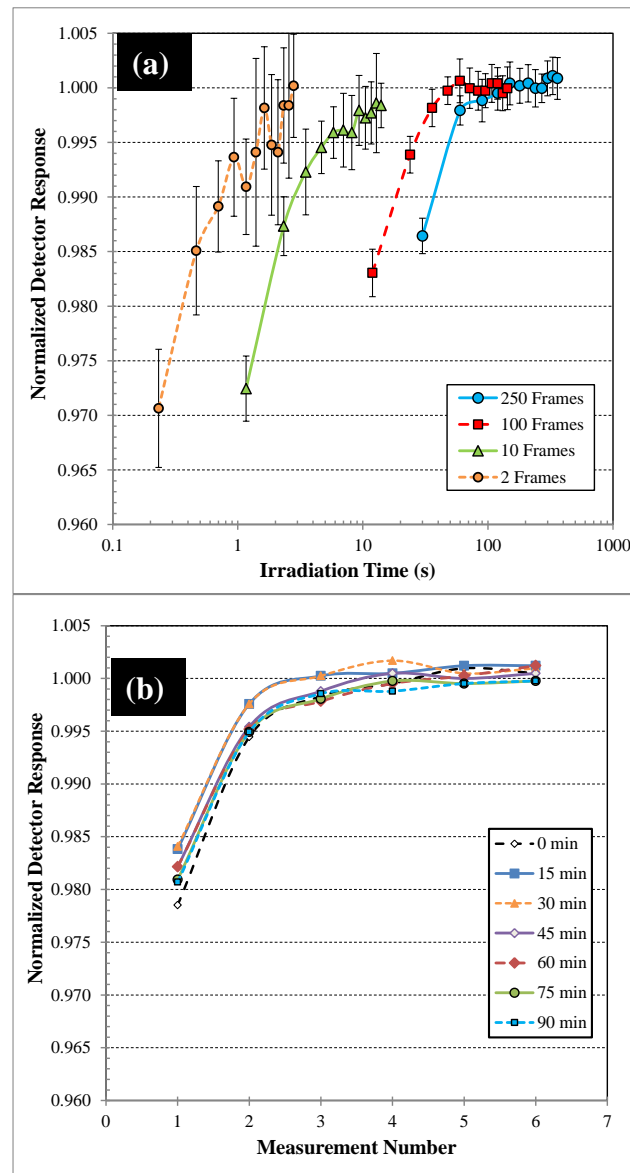 (a)
Normalized Detector Response
1.005
1.000
0.995
0.990
0.985
0.980
0.975
0.970
0.965
0.960
0.1
1
10
100
1000
Irradiation Time (s)
250 Frames
100 Frames
10 Frames
2 Frames
(b)
Normalized Detector Response
1.005
1.000
0.995
0.990
0.985
0.980
0.975
0.970
0.965
0.960
0
1
2
3
4
5
6
7
Measurement Number
0 min
15 min
30 min
45 min
60 min
75 min
90 min